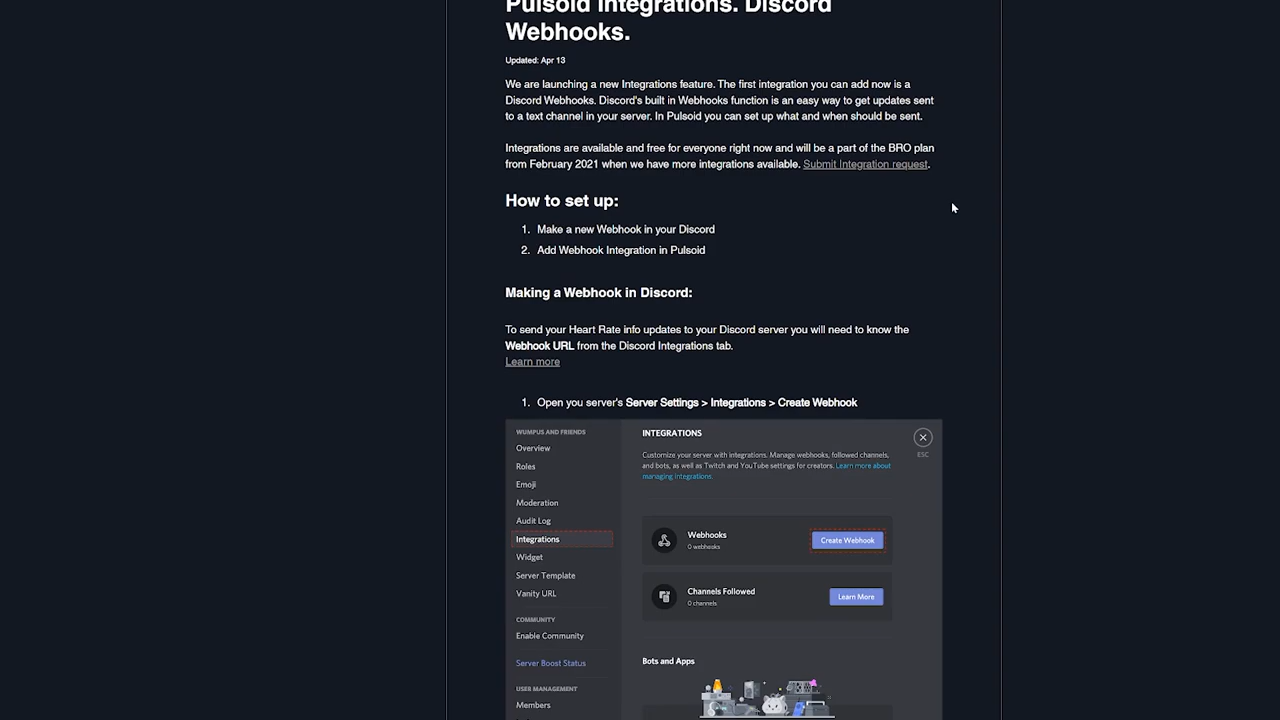 Pulsoid Integrations. Discord
Webhooks.
Updated: Apr 13
We are launching a new Integrations feature. The first integration you can add now is a
Discord Webhooks. Discord's built in Webhooks function is an easy way to get updates sent
to a text channel in your server. In Pulsoid you can set up what and when should be sent.
Integrations are available and free for everyone right now and will be a part of the BRO plan
from February 2021 when we have more integrations available. Submit Integration request.
How to set up:
1. Make a new Webhook in your Discord
2. Add Webhook Integration in Pulsoid
Making a Webhook in Discord:
To send your Heart Rate info updates to your Discord server you will need to know the
Webhook URL from the Discord Integrations tab.
Learn more
1. Open you server's Server Settings > Integrations > Create Webhook
WUMPUS AND FRIENDS
Overview
Roles
Emoji
Moderation
Audit Log
Integrations
Widget
Server Template
Vanity URL
COMMUNITY
Enable Community
Server Boost Status
USER MANAGEMENT
Members
INTEGRATIONS
ESC
Customize your server with integrations. Manage webhooks, followed channels,
and bots, as well as Twitch and YouTube settings for creators. Learn more about
managing integrations.
Webhooks
0 webhooks
Create Webhook
Channels Followed
0 channels
Learn More
Bots and Apps